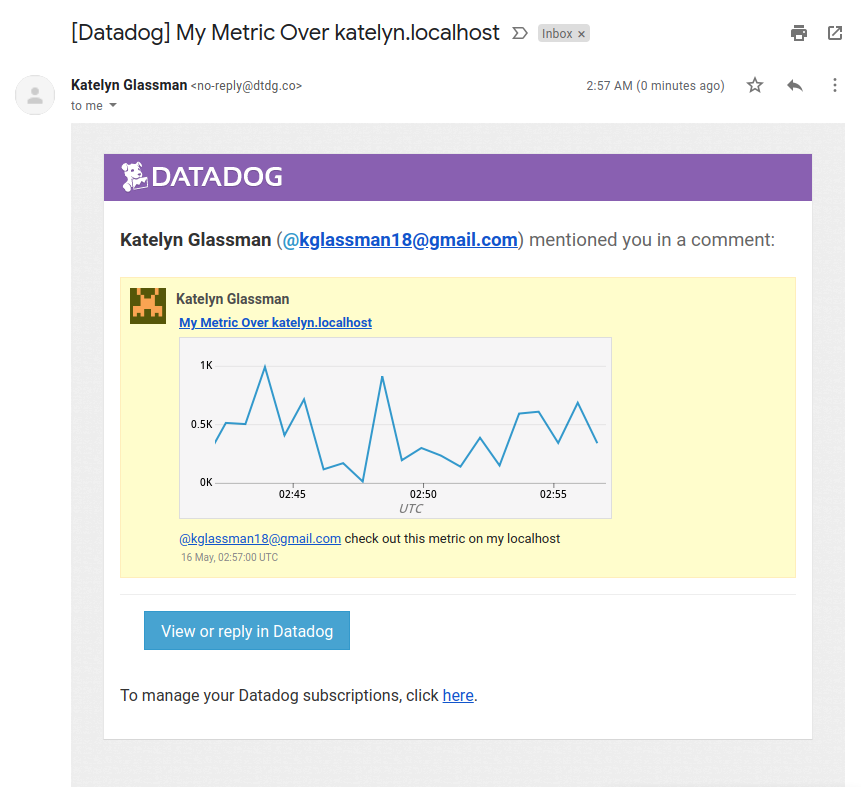 [Datadog] My Metric Over katelyn.localhost Inbox ×
Katelyn Glassman <no-reply@dtdg.co> 2:57 AM (0 minutes ago)
to me
DATADOG
Katelyn Glassman (@kglassman18@gmail.com) mentioned you in a comment:
Katelyn Glassman
My Metric Over katelyn.localhost
1K
0.5K
0K
02:45 02:50 02:55
UTC
@kglassman18@gmail.com check out this metric on my localhost
16 May, 02:57:00 UTC
View or reply in Datadog
To manage your Datadog subscriptions, click here.